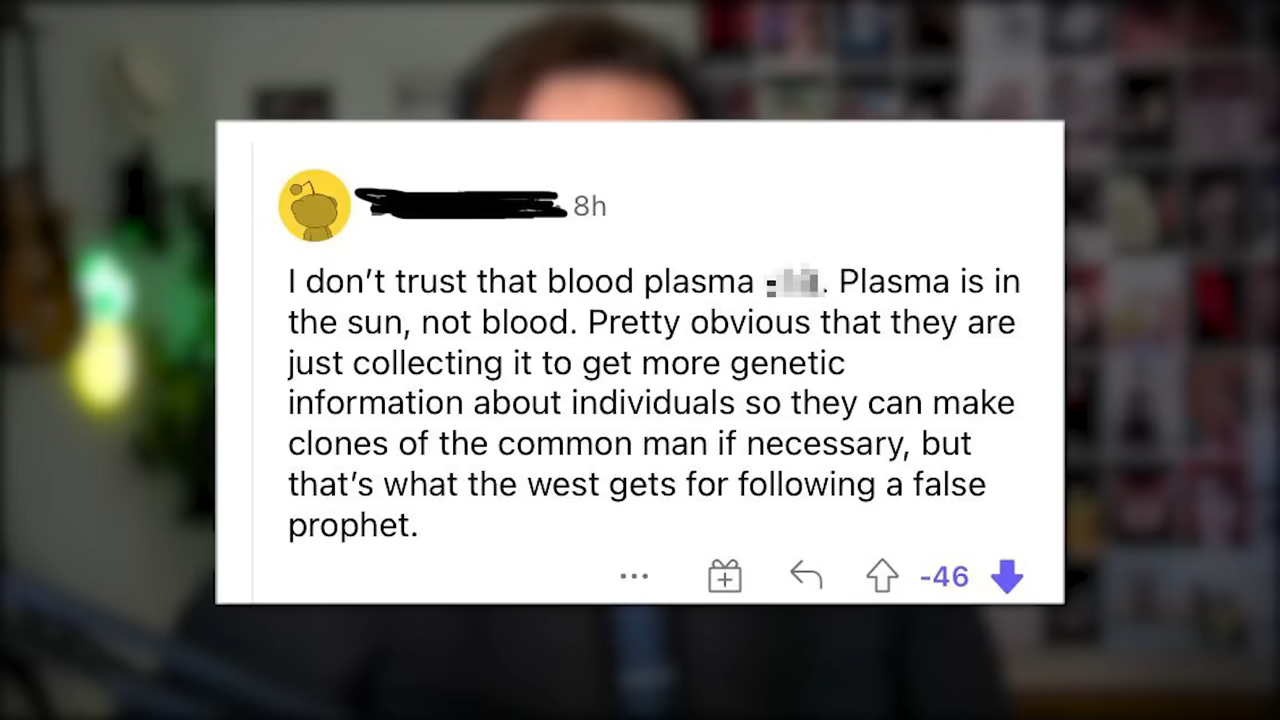 8h
I don’t trust that blood plasma . Plasma is in
the sun, not blood. Pretty obvious that they are
just collecting it to get more genetic
information about individuals so they can make
clones of the common man if necessary, but
that’s what the west gets for following a false
prophet.
-46